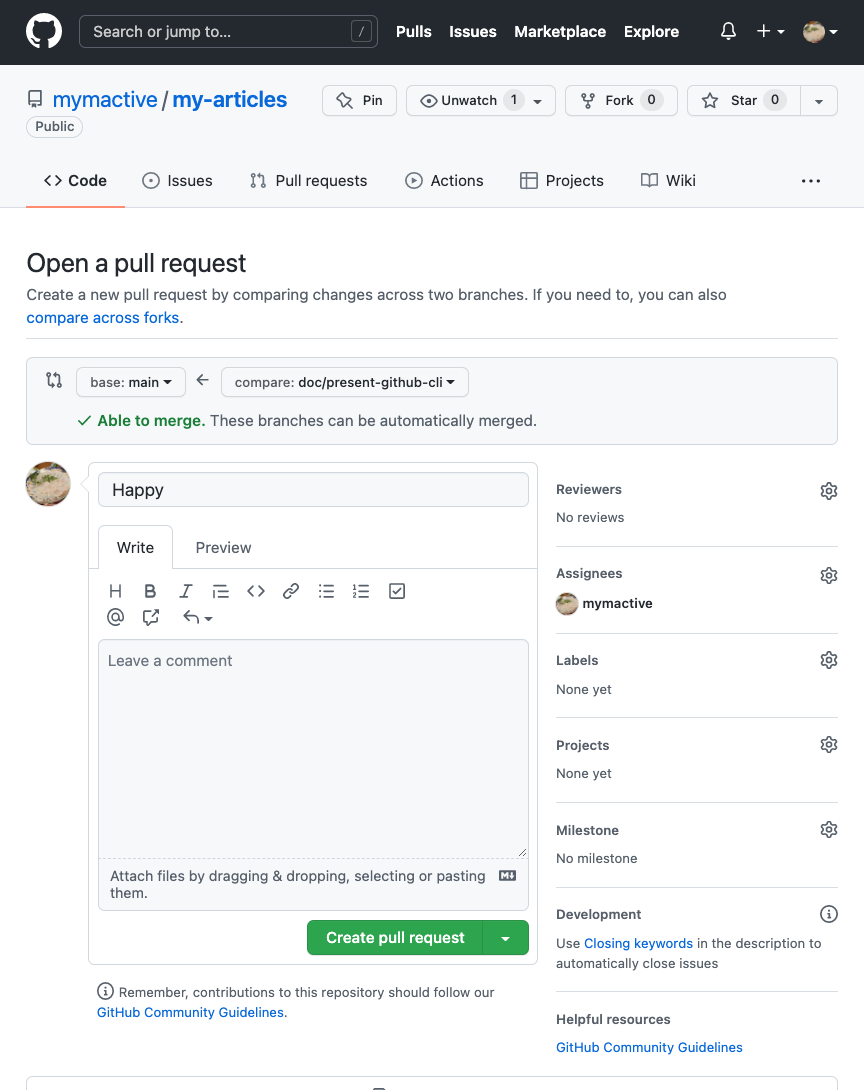 Search or jump to... /
Pulls Issues Marketplace Explore
mymactive / my-articles
Public
Pin
Unwatch 1
Fork 0
Star 0
Code
Issues
Pull requests
Actions
Projects
Wiki
Open a pull request
Create a new pull request by comparing changes across two branches. If you need to, you can also
compare across forks.
base: main
compare: doc/present-github-cli
Able to merge. These branches can be automatically merged.
Happy
Write Preview
H B I
Leave a comment
Attach files by dragging & dropping, selecting or pasting
them.
Create pull request
Remember, contributions to this repository should follow our
GitHub Community Guidelines.
Reviewers
No reviews
Assignees
mymactive
Labels
None yet
Projects
None yet
Milestone
No milestone
Development
Use Closing keywords in the description to
automatically close issues
Helpful resources
GitHub Community Guidelines